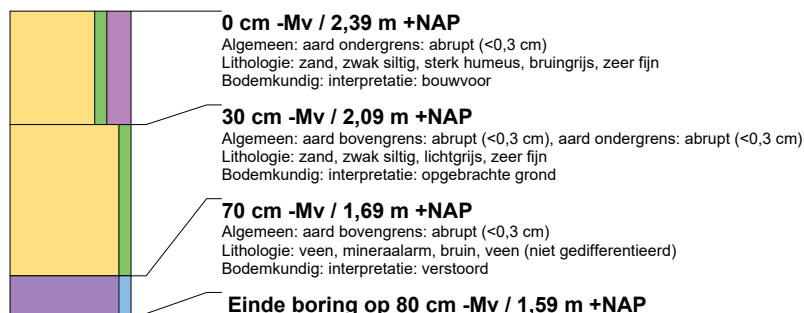 0 cm -Mv / 2,39 m +NAP
Algemeen: aard ondergrens: abrupt (<0,3 cm)
Lithologie: zand, zwak siltig, sterk humeus, bruingrijs, zeer fijn
Bodemkundig: interpretatie: bouwvoor
30 cm -Mv / 2,09 m +NAP
Algemeen: aard bovengrens: abrupt (<0,3 cm), aard ondergrens: abrupt (<0,3 cm)
Lithologie: zand, zwak siltig, lichtgrijs, zeer fijn
Bodemkundig: interpretatie: opgebrachte grond
70 cm -Mv / 1,69 m +NAP
Algemeen: aard bovengrens: abrupt (<0,3 cm)
Lithologie: veen, mineraalarm, bruin, veen (niet gedifferentieerd)
Bodemkundig: interpretatie: verstoord
Einde boring op 80 cm -Mv / 1,59 m +NAP